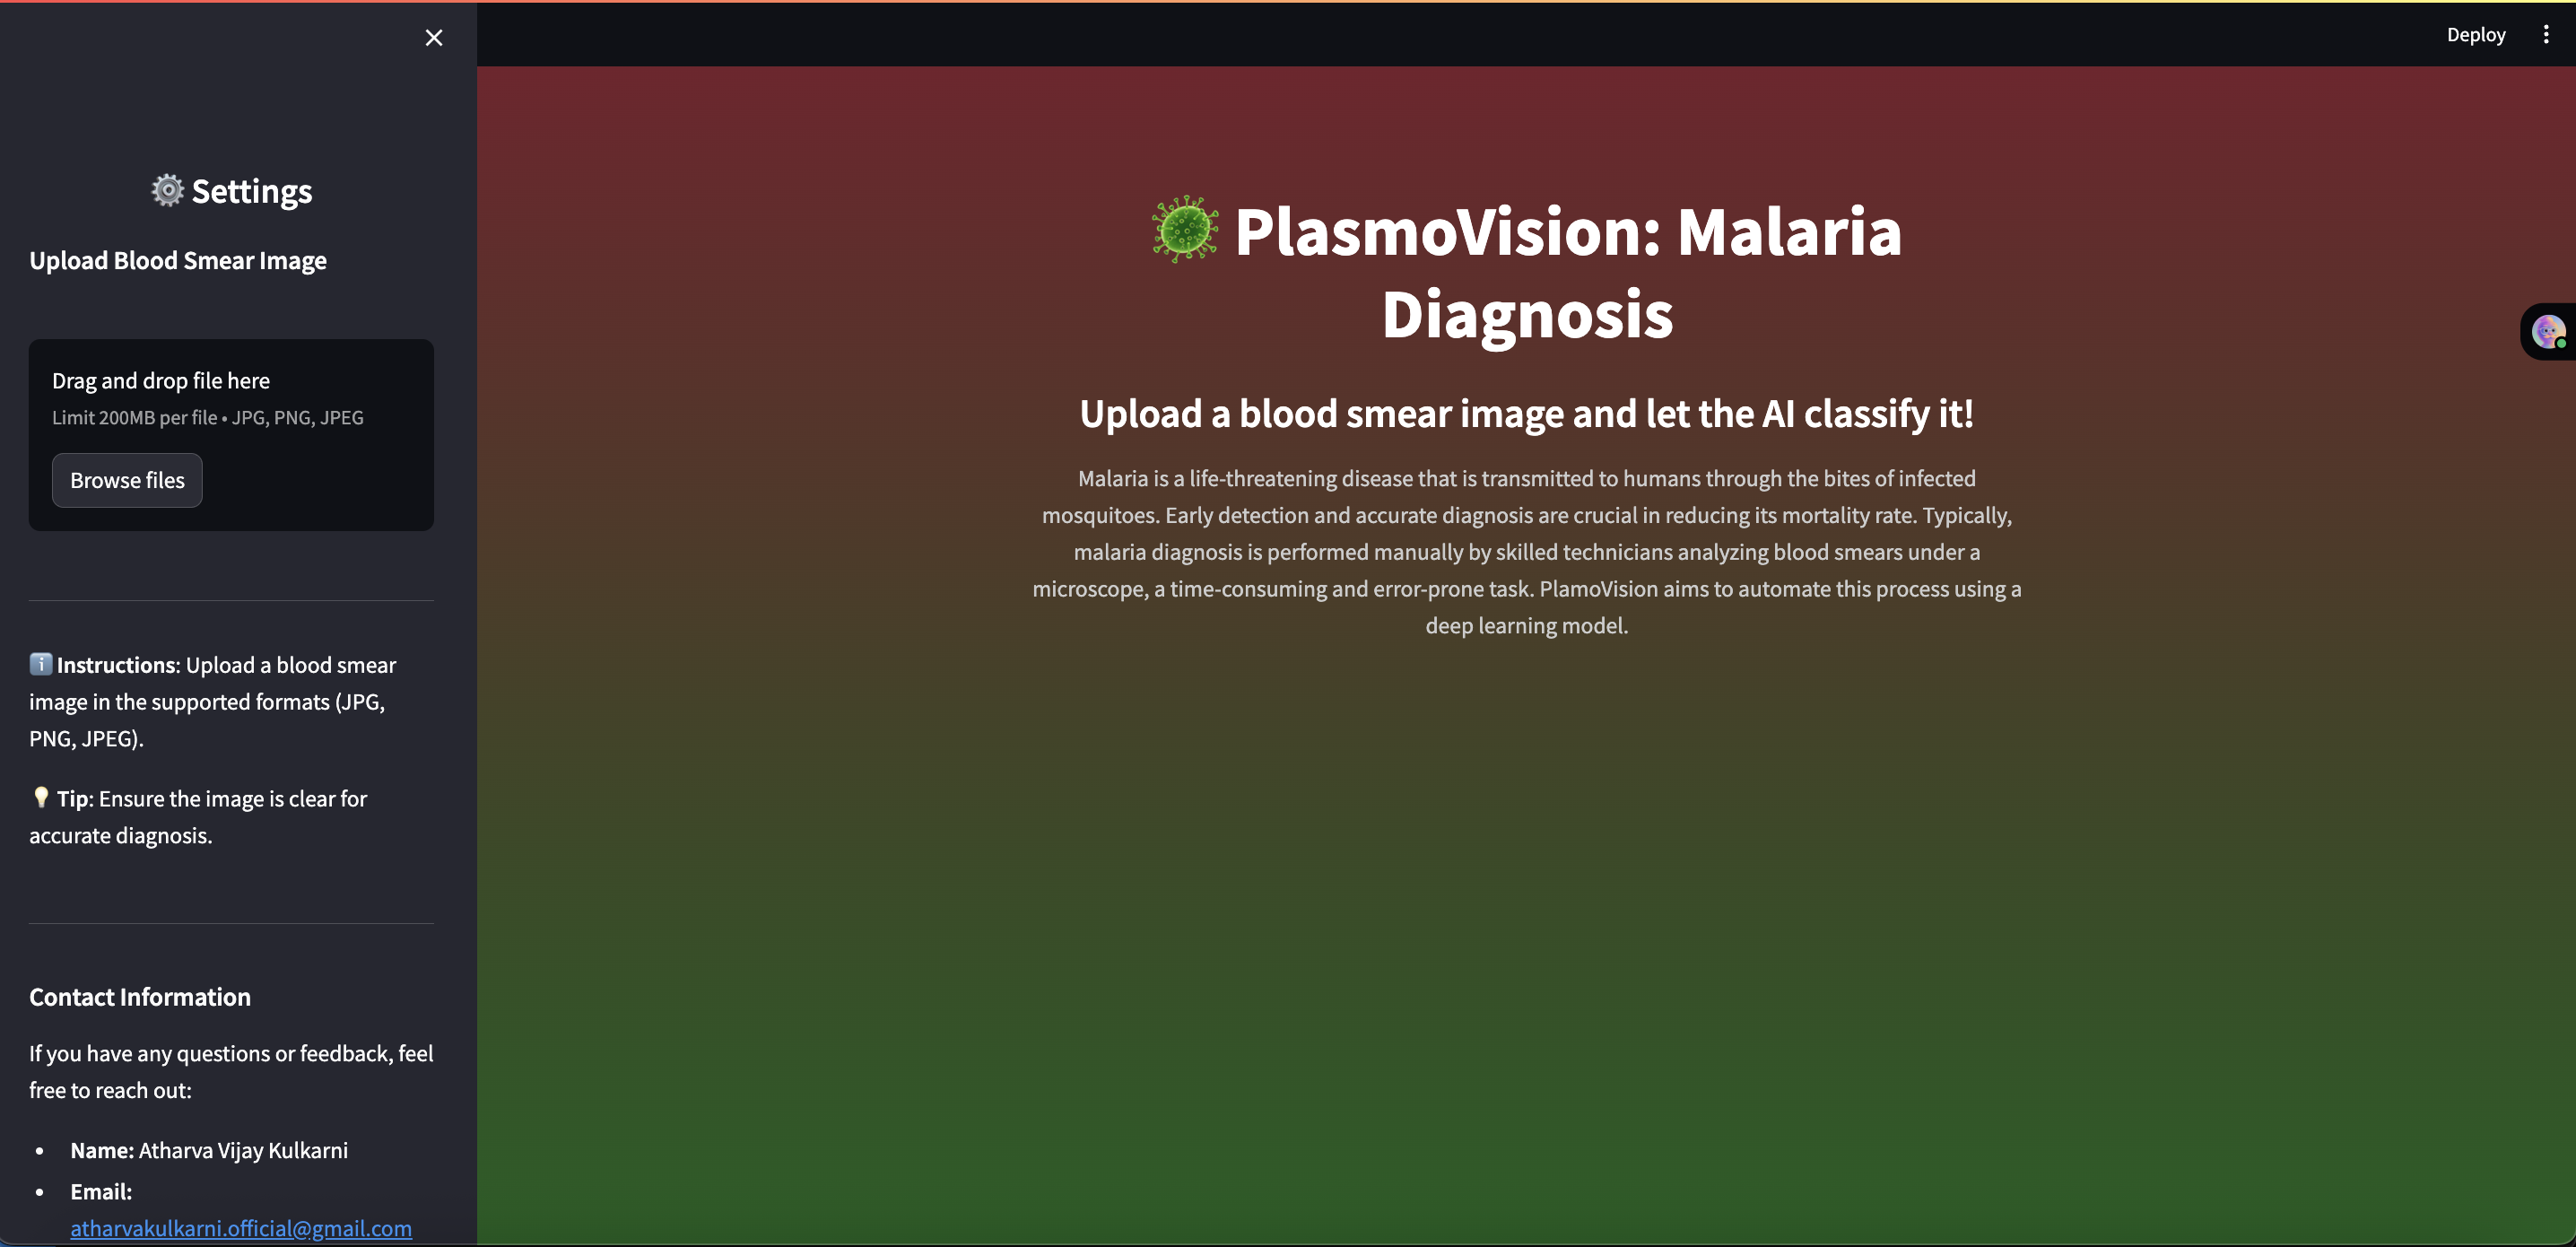 Deploy
Settings
Upload Blood Smear Image
Drag and drop file here
Limit 200MB per file • JPG, PNG, JPEG
Browse files
Instructions: Upload a blood smear
image in the supported formats (JPG,
PNG, JPEG).
Tip: Ensure the image is clear for
accurate diagnosis.
Contact Information
If you have any questions or feedback, feel
free to reach out:
• Name: Atharva Vijay Kulkarni
• Email:
atharvakulkarni.official@gmail.com
PlasmoVision: Malaria
Diagnosis
Upload a blood smear image and let the AI classify it!
Malaria is a life-threatening disease that is transmitted to humans through the bites of infected
mosquitoes. Early detection and accurate diagnosis are crucial in reducing its mortality rate. Typically,
malaria diagnosis is performed manually by skilled technicians analyzing blood smears under a
microscope, a time-consuming and error-prone task. PlamoVision aims to automate this process using a
deep learning model.